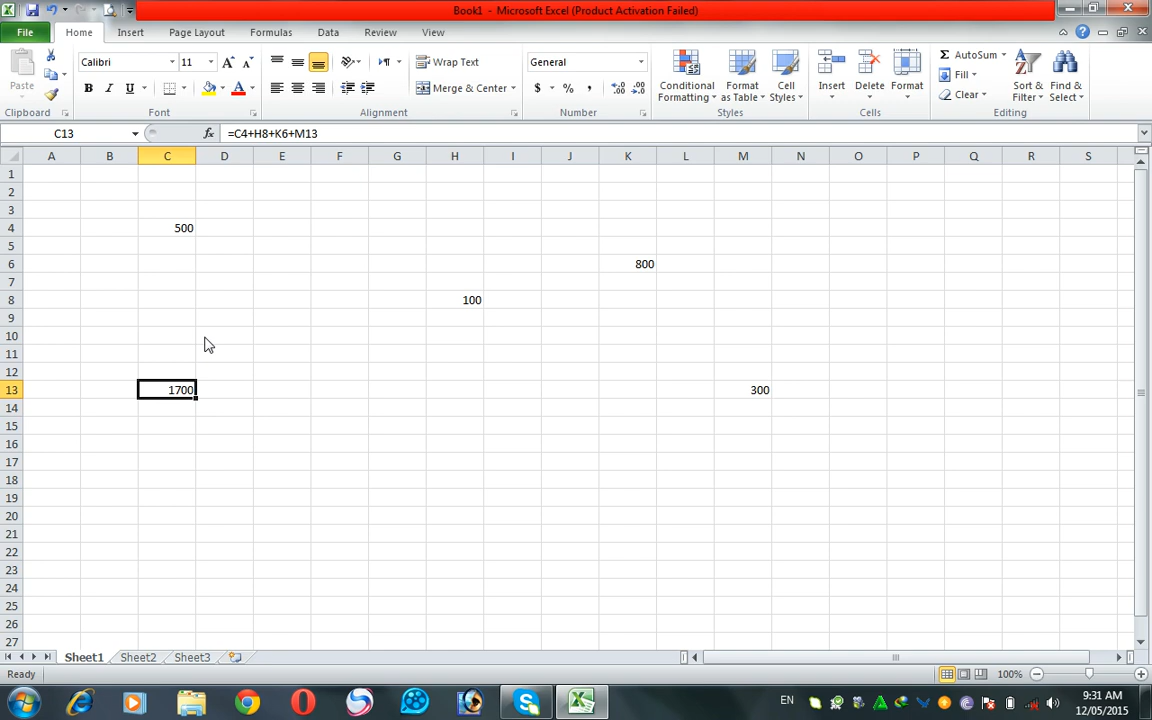 Book1 - Microsoft Excel (Product Activation Failed)
File Home Insert Page Layout Formulas Data Review View
Calibri 11 Wrap Text General AutoSum
Paste Conditional Format Cell Insert Delete Format Fill Sort & Find &
Merge & Center $ % , Formatting as Table Styles Clear Filter Select
B I U A
Clipboard Font Alignment Number Styles Cells Editing
C13 fx =C4+H8+K6+M13
A B C D E F G H I J K L M N O P Q R S
1
2
3
4 500
5
6 800
7
8 100
9
10
11
12
13 1700 300
14
15
16
17
18
19
20
21
22
23
24
25
26
27
Sheet1 Sheet2 Sheet3
Ready 100%
EN 9:31 AM
12/05/2015